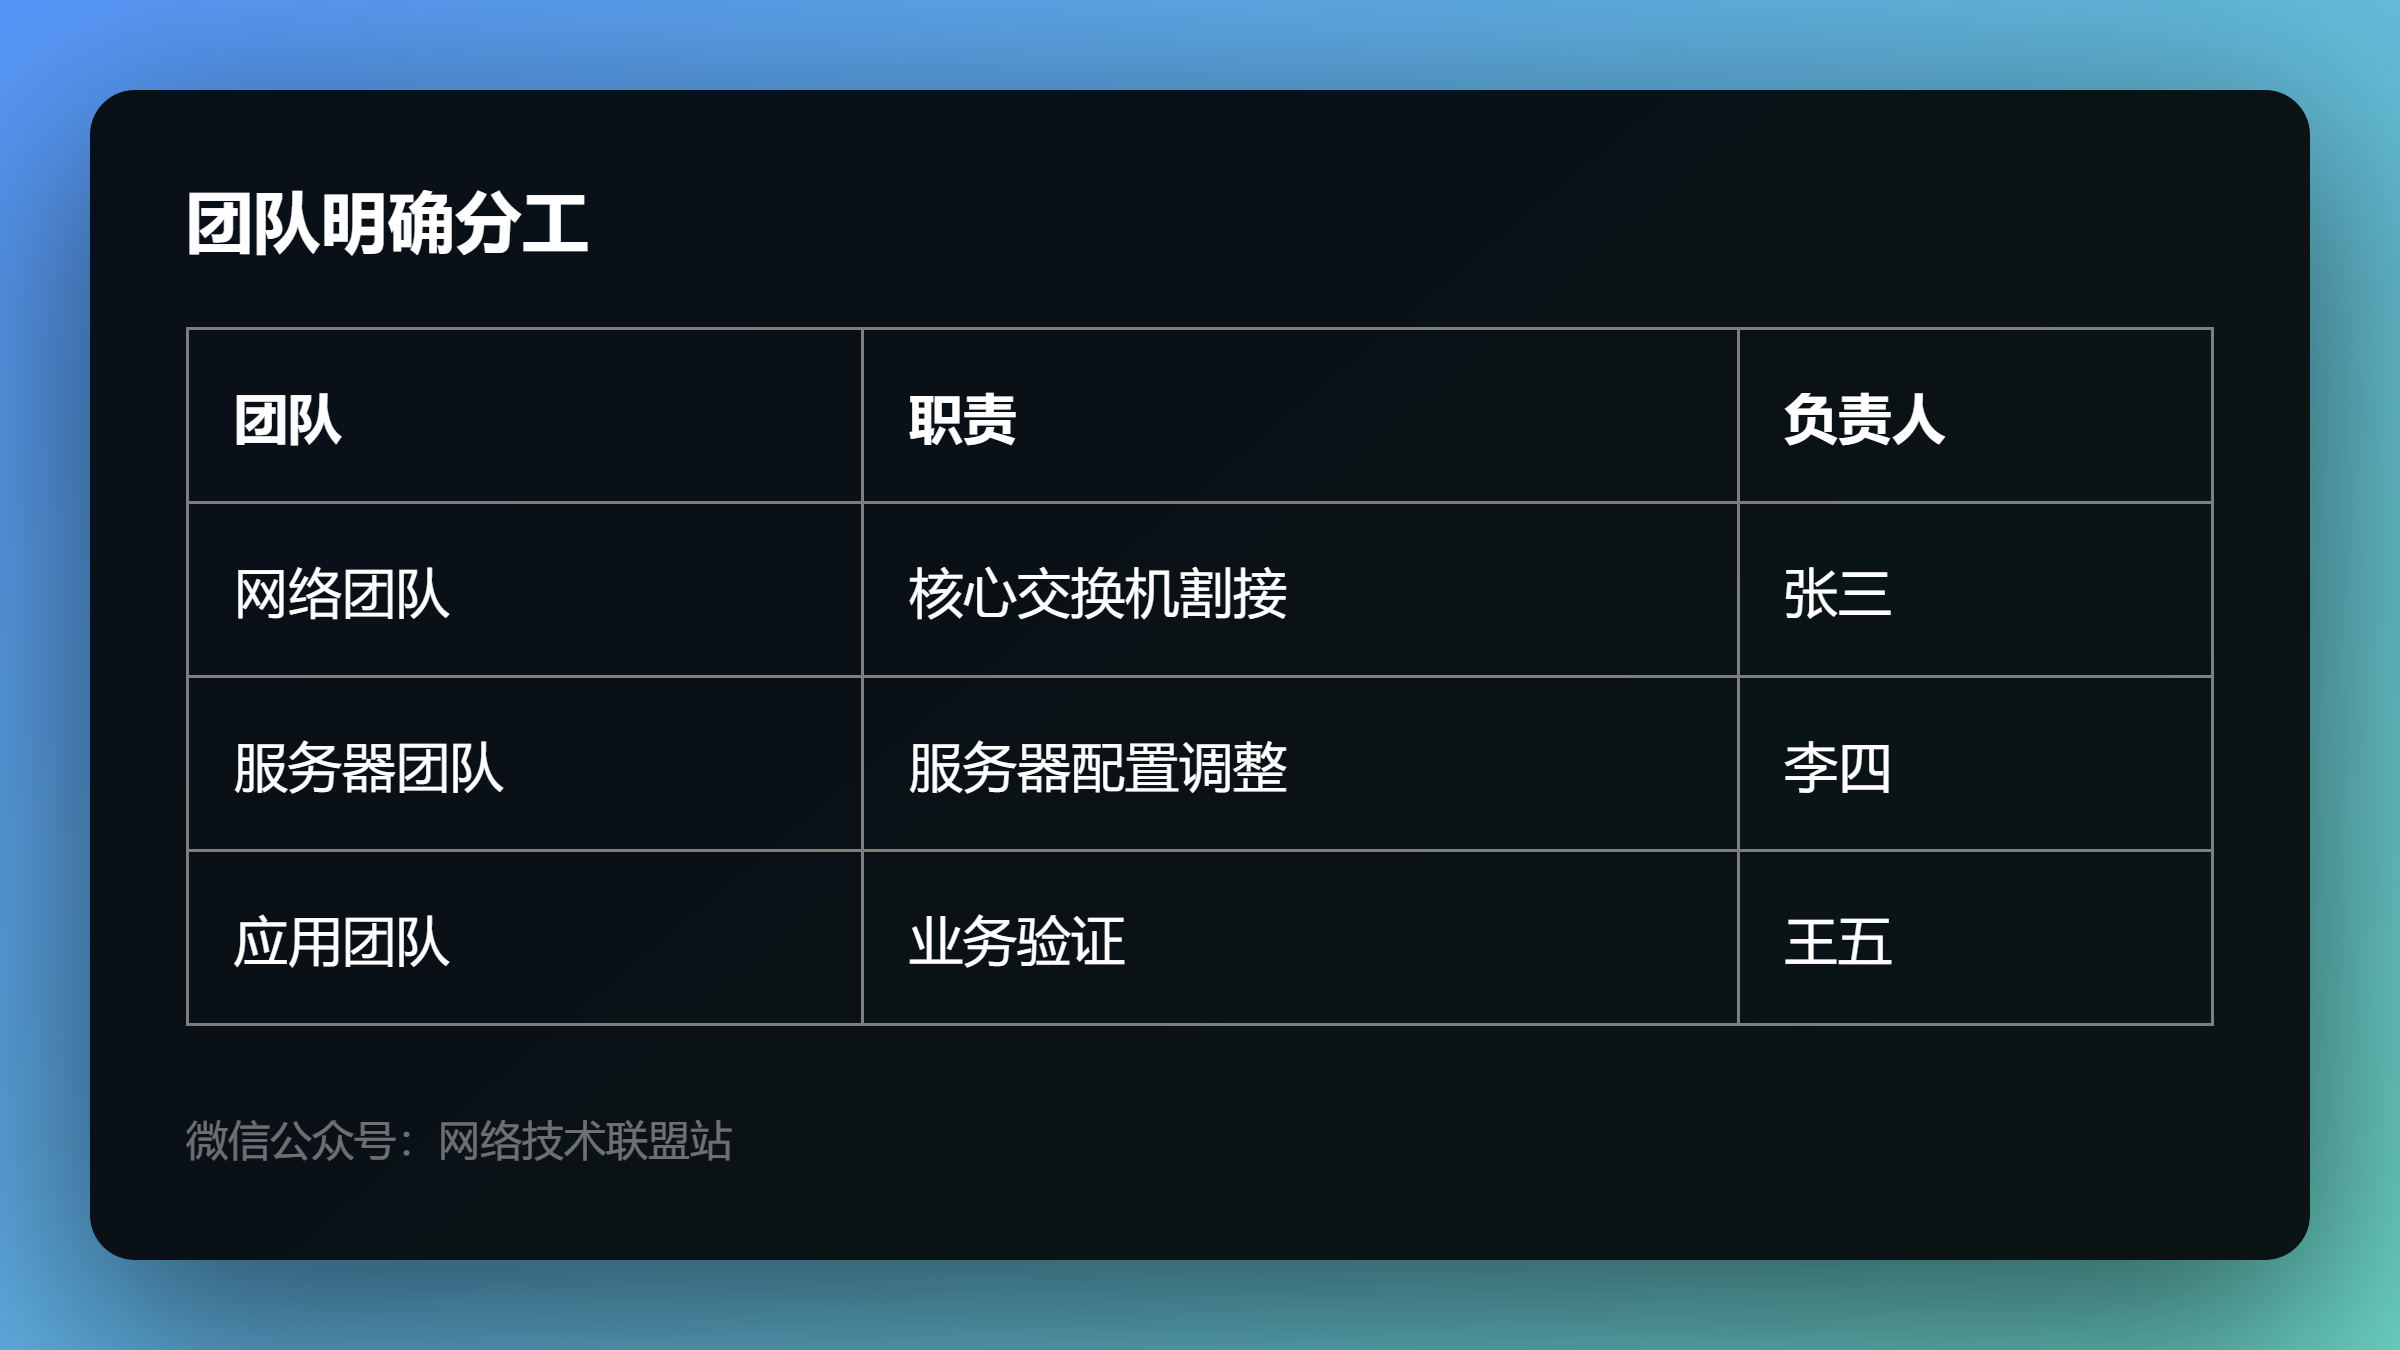 团队明确分工
团队 职责 负责人
网络团队 核心交换机割接 张三
服务器团队 服务器配置调整 李四
应用团队 业务验证 王五
微信公众号：网络技术联盟站